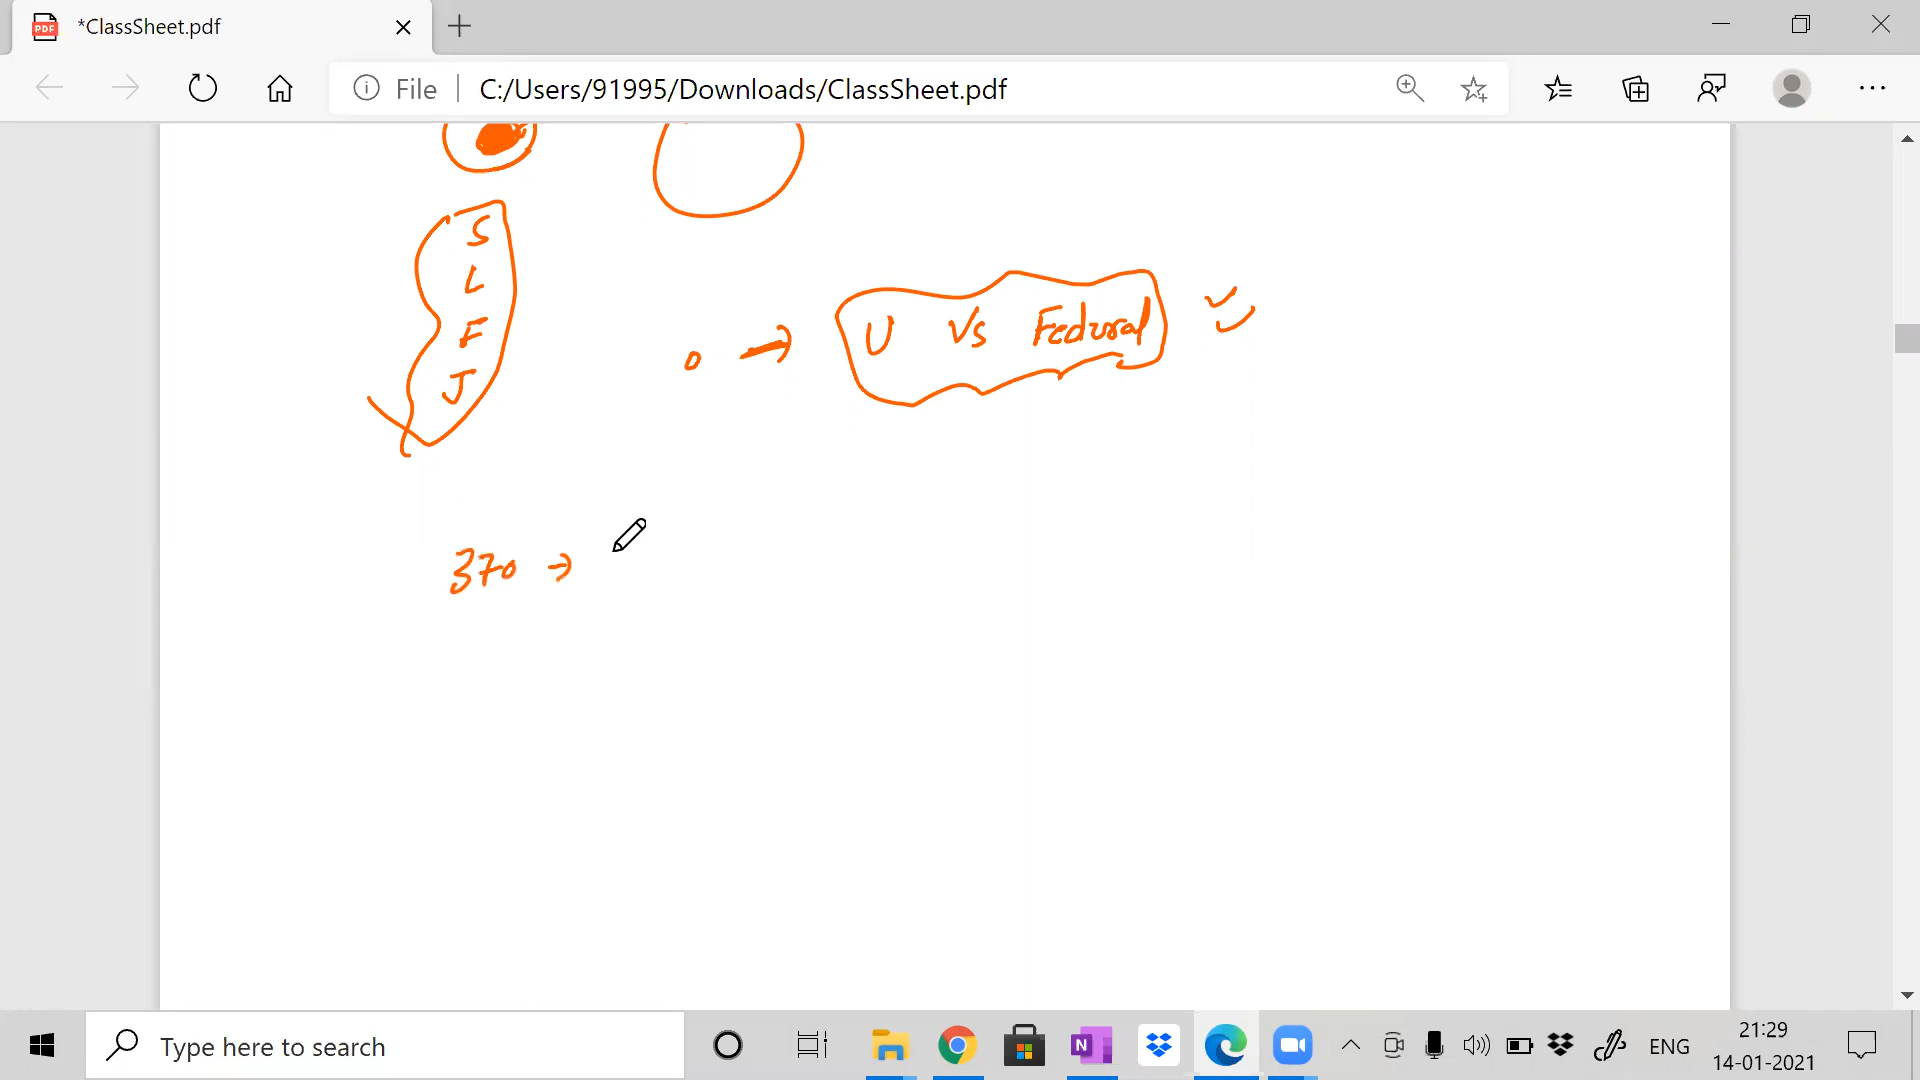 PDF *ClassSheet.pdf
File C:/Users/91995/Downloads/ClassSheet.pdf
S
L
F
J
U Vs Federal
370 →
Type here to search
N
ENG
21:29
14-01-2021